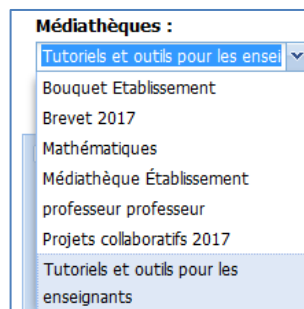 Médiathèques :
Tutoriels et outils pour les ensei
Bouquet Etablissement
Brevet 2017
Mathématiques
Médiathèque Établissement
professeur professeur
Projets collaboratifs 2017
Tutoriels et outils pour les
enseignants